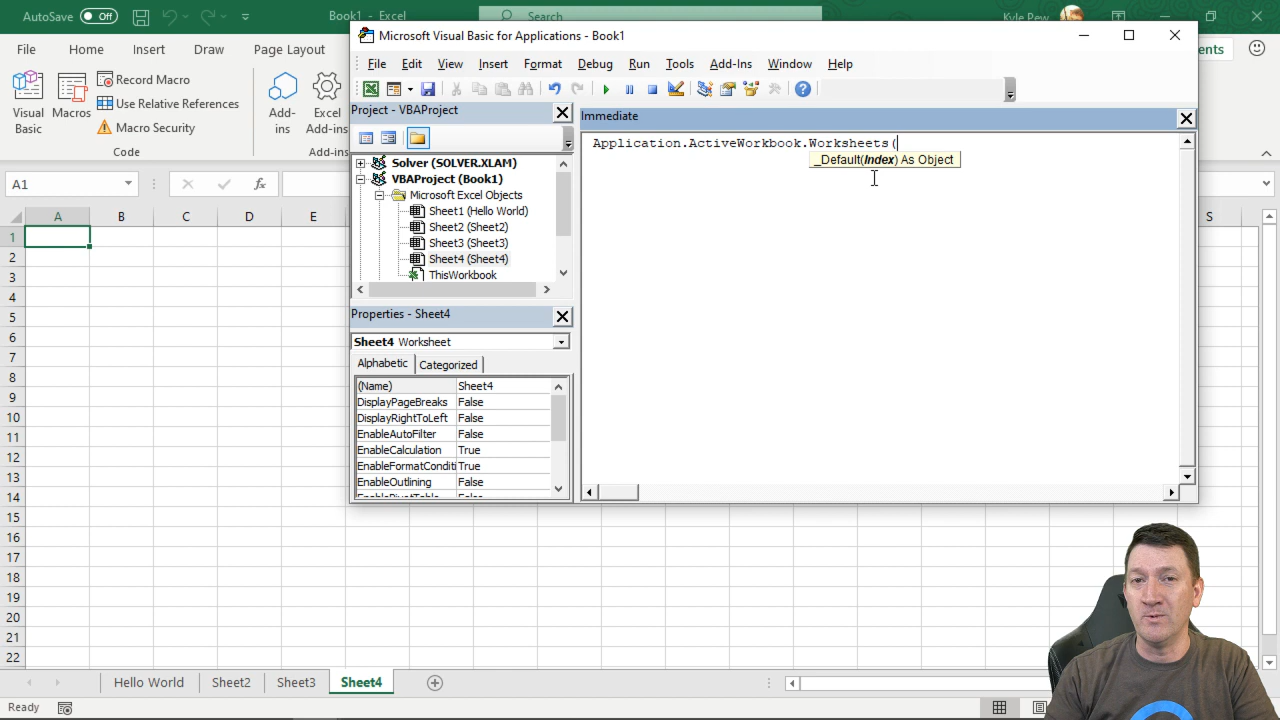 AutoSave Off Book1 - Excel Search Kyle Pew
File Home Insert Draw Page Layout
Visual Basic
Macros
Record Macro
Use Relative References
Macro Security
Code
Add-ins
Excel Add-ins
Add-ins
A1
A B C D E S
1
2
3
4
5
6
7
8
9
10
11
12
13
14
15
16
17
18
19
20
21
22
Hello World Sheet2 Sheet3 Sheet4
Ready
Microsoft Visual Basic for Applications - Book1
File Edit View Insert Format Debug Run Tools Add-Ins Window Help
Project - VBAProject
Solver (SOLVER.XLAM)
VBAProject (Book1)
Microsoft Excel Objects
Sheet1 (Hello World)
Sheet2 (Sheet2)
Sheet3 (Sheet3)
Sheet4 (Sheet4)
ThisWorkbook
Properties - Sheet4
Sheet4 Worksheet
Alphabetic Categorized
(Name) Sheet4
DisplayPageBreaks False
DisplayRightToLeft False
EnableAutoFilter False
EnableCalculation True
EnableFormatConditi True
EnableOutlining False
EnablePivotTable False
Immediate
Application.ActiveWorkbook.Worksheets(
_Default(Index) As Object